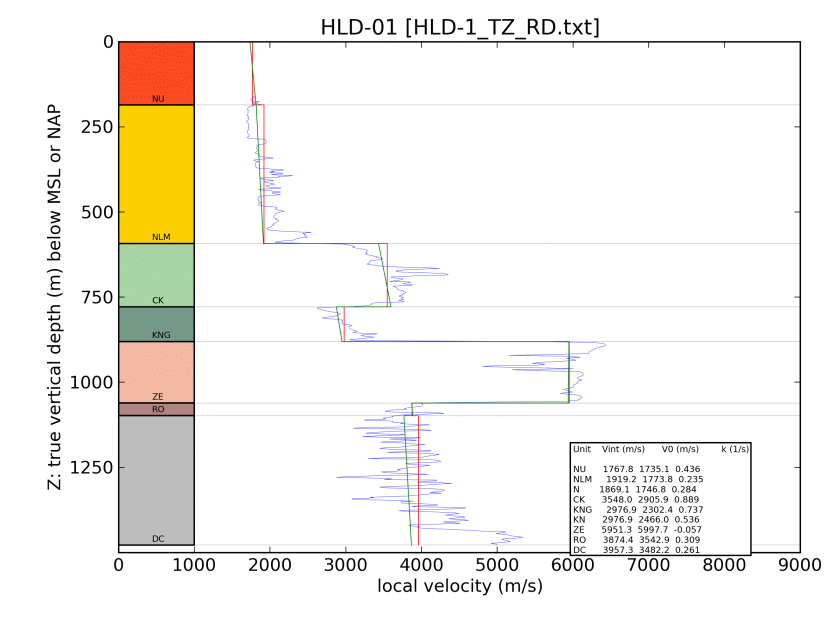 HLD-01 [HLD-1_TZ_RD.txt]
Z: true vertical depth (m) below MSL or NAP
0
250
500
750
1000
1250
NU
NLM
CK
KNG
ZE
RO
DC
Unit Vint (m/s) V0 (m/s) k (1/s)
NU 1767.8 1735.1 0.436
NLM 1919.2 1773.8 0.235
N 1869.1 1746.8 0.284
CK 3548.0 2905.9 0.889
KNG 2976.9 2302.4 0.737
KN 2976.9 2466.0 0.536
ZE 5951.3 5997.7 -0.057
RO 3874.4 3542.9 0.309
DC 3957.3 3482.2 0.261
0 1000 2000 3000 4000 5000 6000 7000 8000 9000
local velocity (m/s)